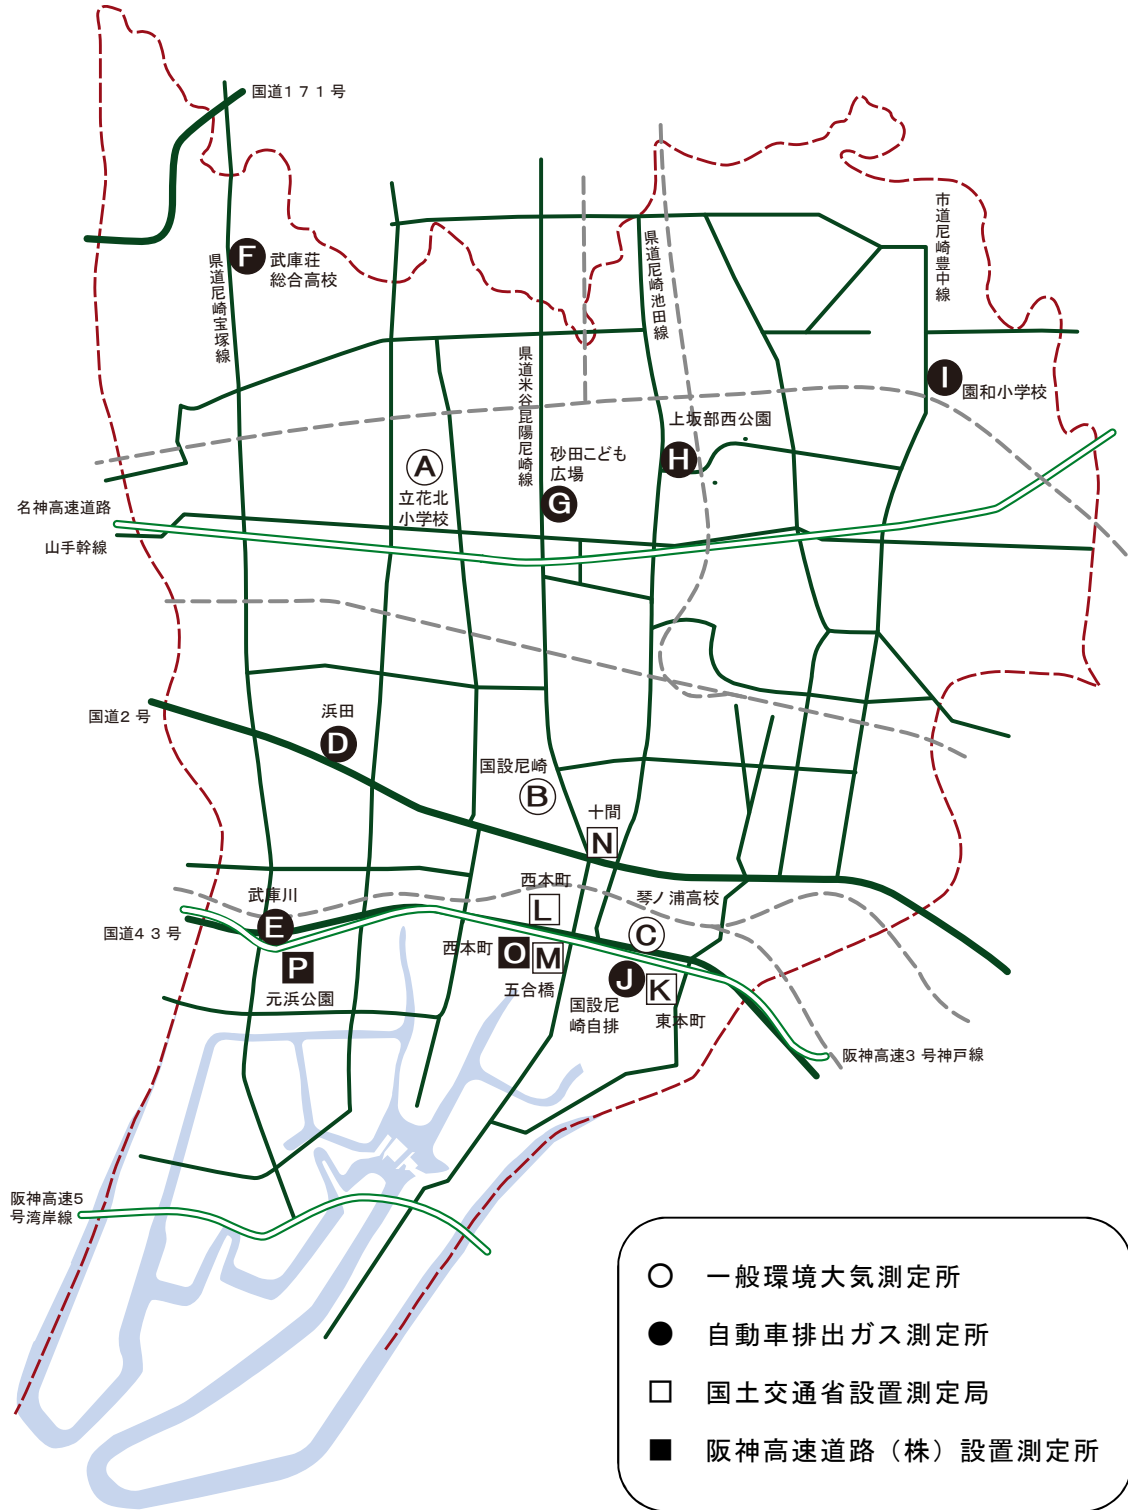 国道171号
市道尼崎豊中線
県道尼崎池田線
F
武庫荘
総合高校
県道尼崎宝塚線
県道米谷昆陽尼崎線
I
園和小学校
上坂部西公園
H
A
立花北
小学校
砂田こども
広場
G
名神高速道路
山手幹線
国道2号
浜田
D
国設尼崎
B
十間
N
武庫川
E
西本町
L
琴ノ浦高校
C
国道43号
P
元浜公園
西本町
O
M
五合橋
J
国設尼
崎自排
K
東本町
阪神高速3号神戸線
阪神高速5
号湾岸線
一般環境大気測定所
自動車排出ガス測定所
国土交通省設置測定局
阪神高速道路（株）設置測定所